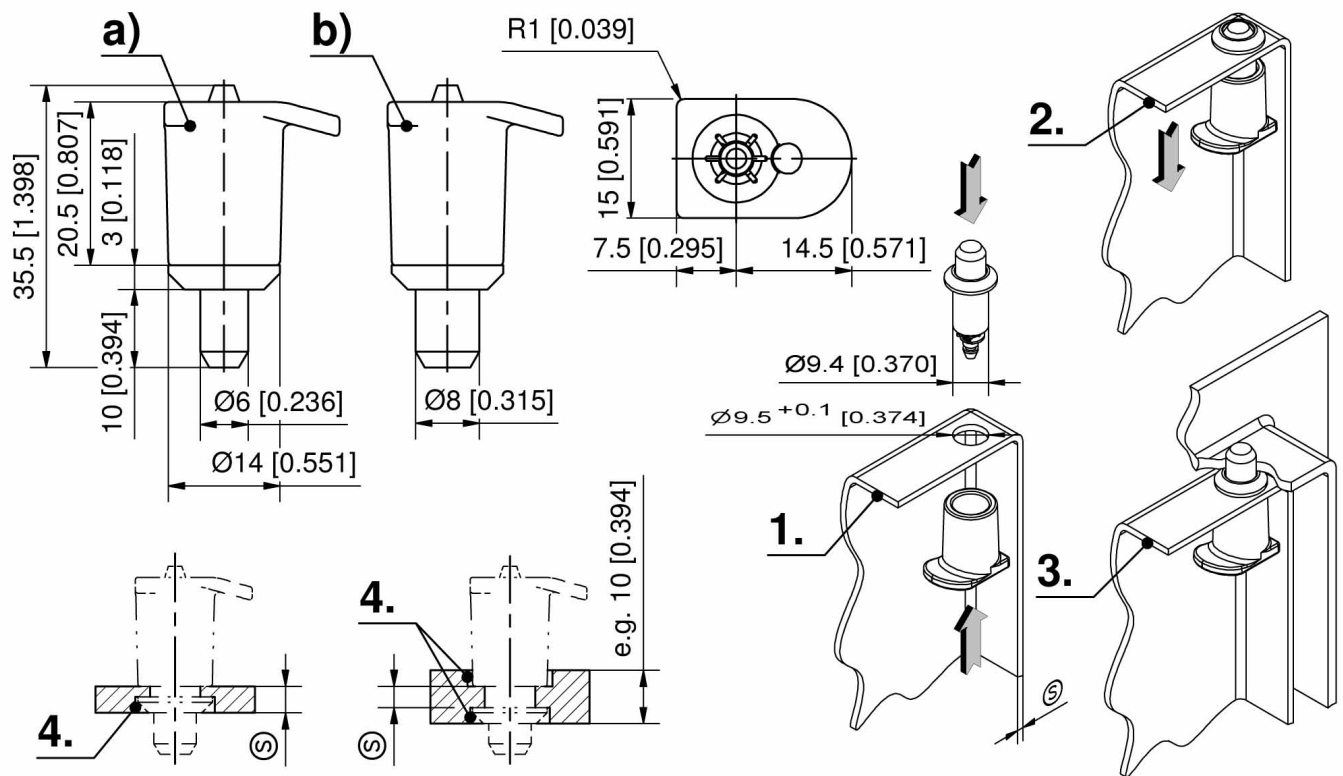 a)
b)
R1 [0.039]
35.5 [1.398]
20.5 [0.807]
3 [0.118]
10 [0.394]
Ø6 [0.236]
Ø14 [0.551]
Ø8 [0.315]
15 [0.591]
7.5 [0.295]
14.5 [0.571]
2.
Ø9.4 [0.370]
Ø9.5 +0.1 [0.374]
1.
3.
S
4.
S
4.
S
e.g. 10 [0.394]